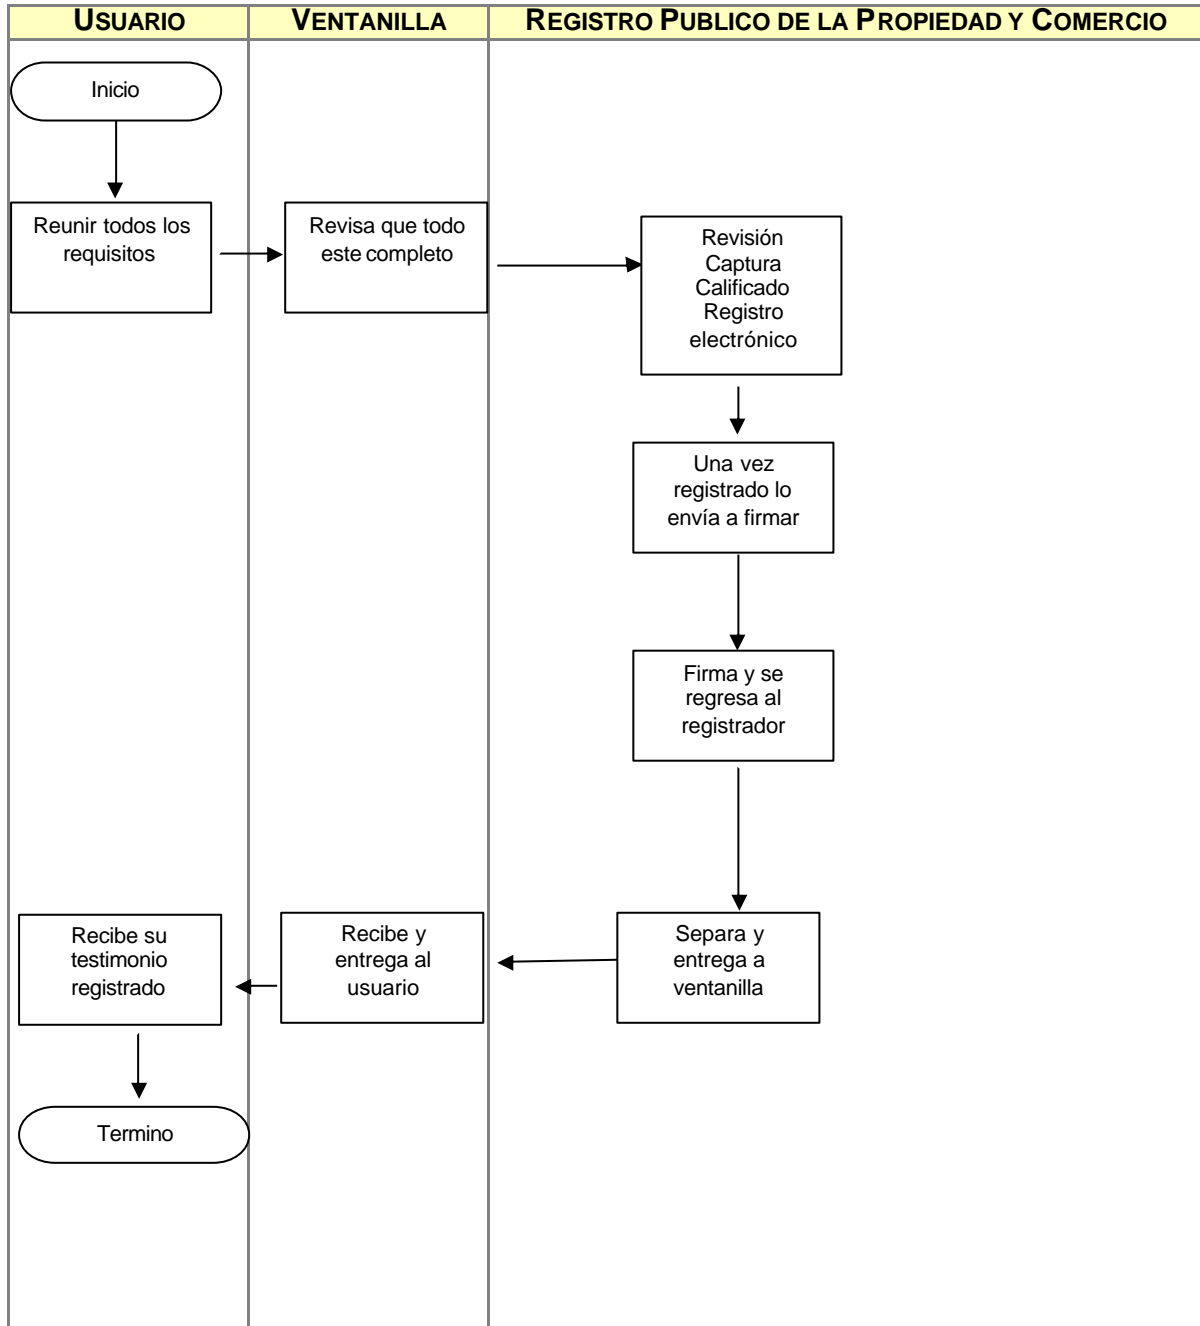 USUARIO
VENTANILLA
REGISTRO PUBLICO DE LA PROPIEDAD Y COMERCIO
Inicio
Reunir todos los
requisitos
Revisa que todo
este completo
Revisión
Captura
Calificado
Registro
electrónico
Una vez
registrado lo
envía a firmar
Firma y se
regresa al
registrador
Separa y
entrega a
ventanilla
Recibe y
entrega al
usuario
Recibe su
testimonio
registrado
Termino